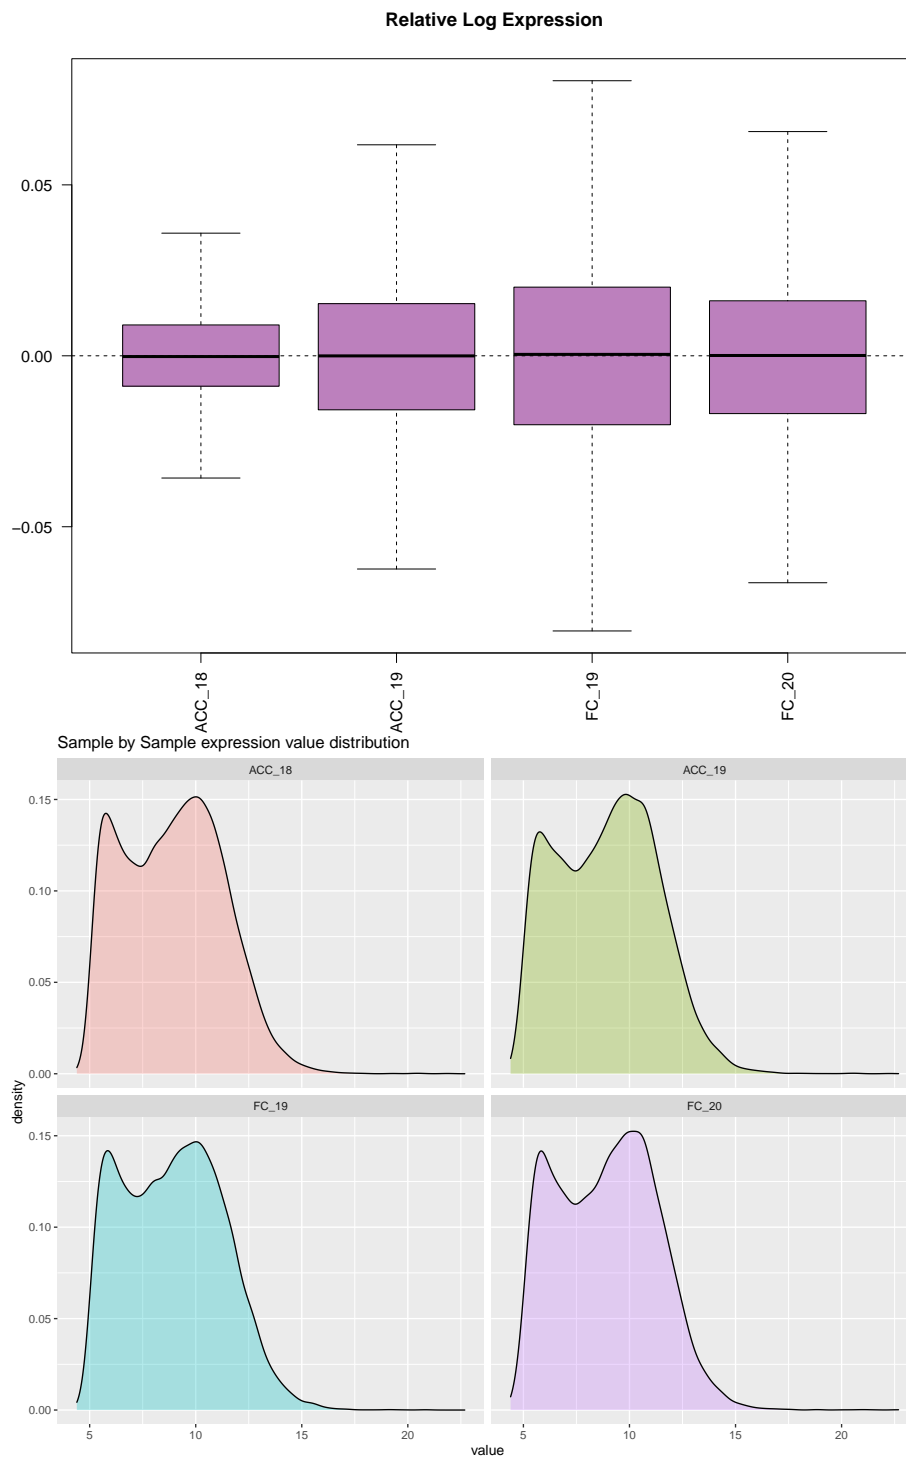 Relative Log Expression
0.05
0.00
−0.05
ACC_18
ACC_19
FC_19
FC_20
Sample by Sample expression value distribution
ACC_18
ACC_19
0.15
0.10
0.05
0.00
density
FC_19
FC_20
0.15
0.10
0.05
0.00
5
10
15
20
5
10
15
20
value